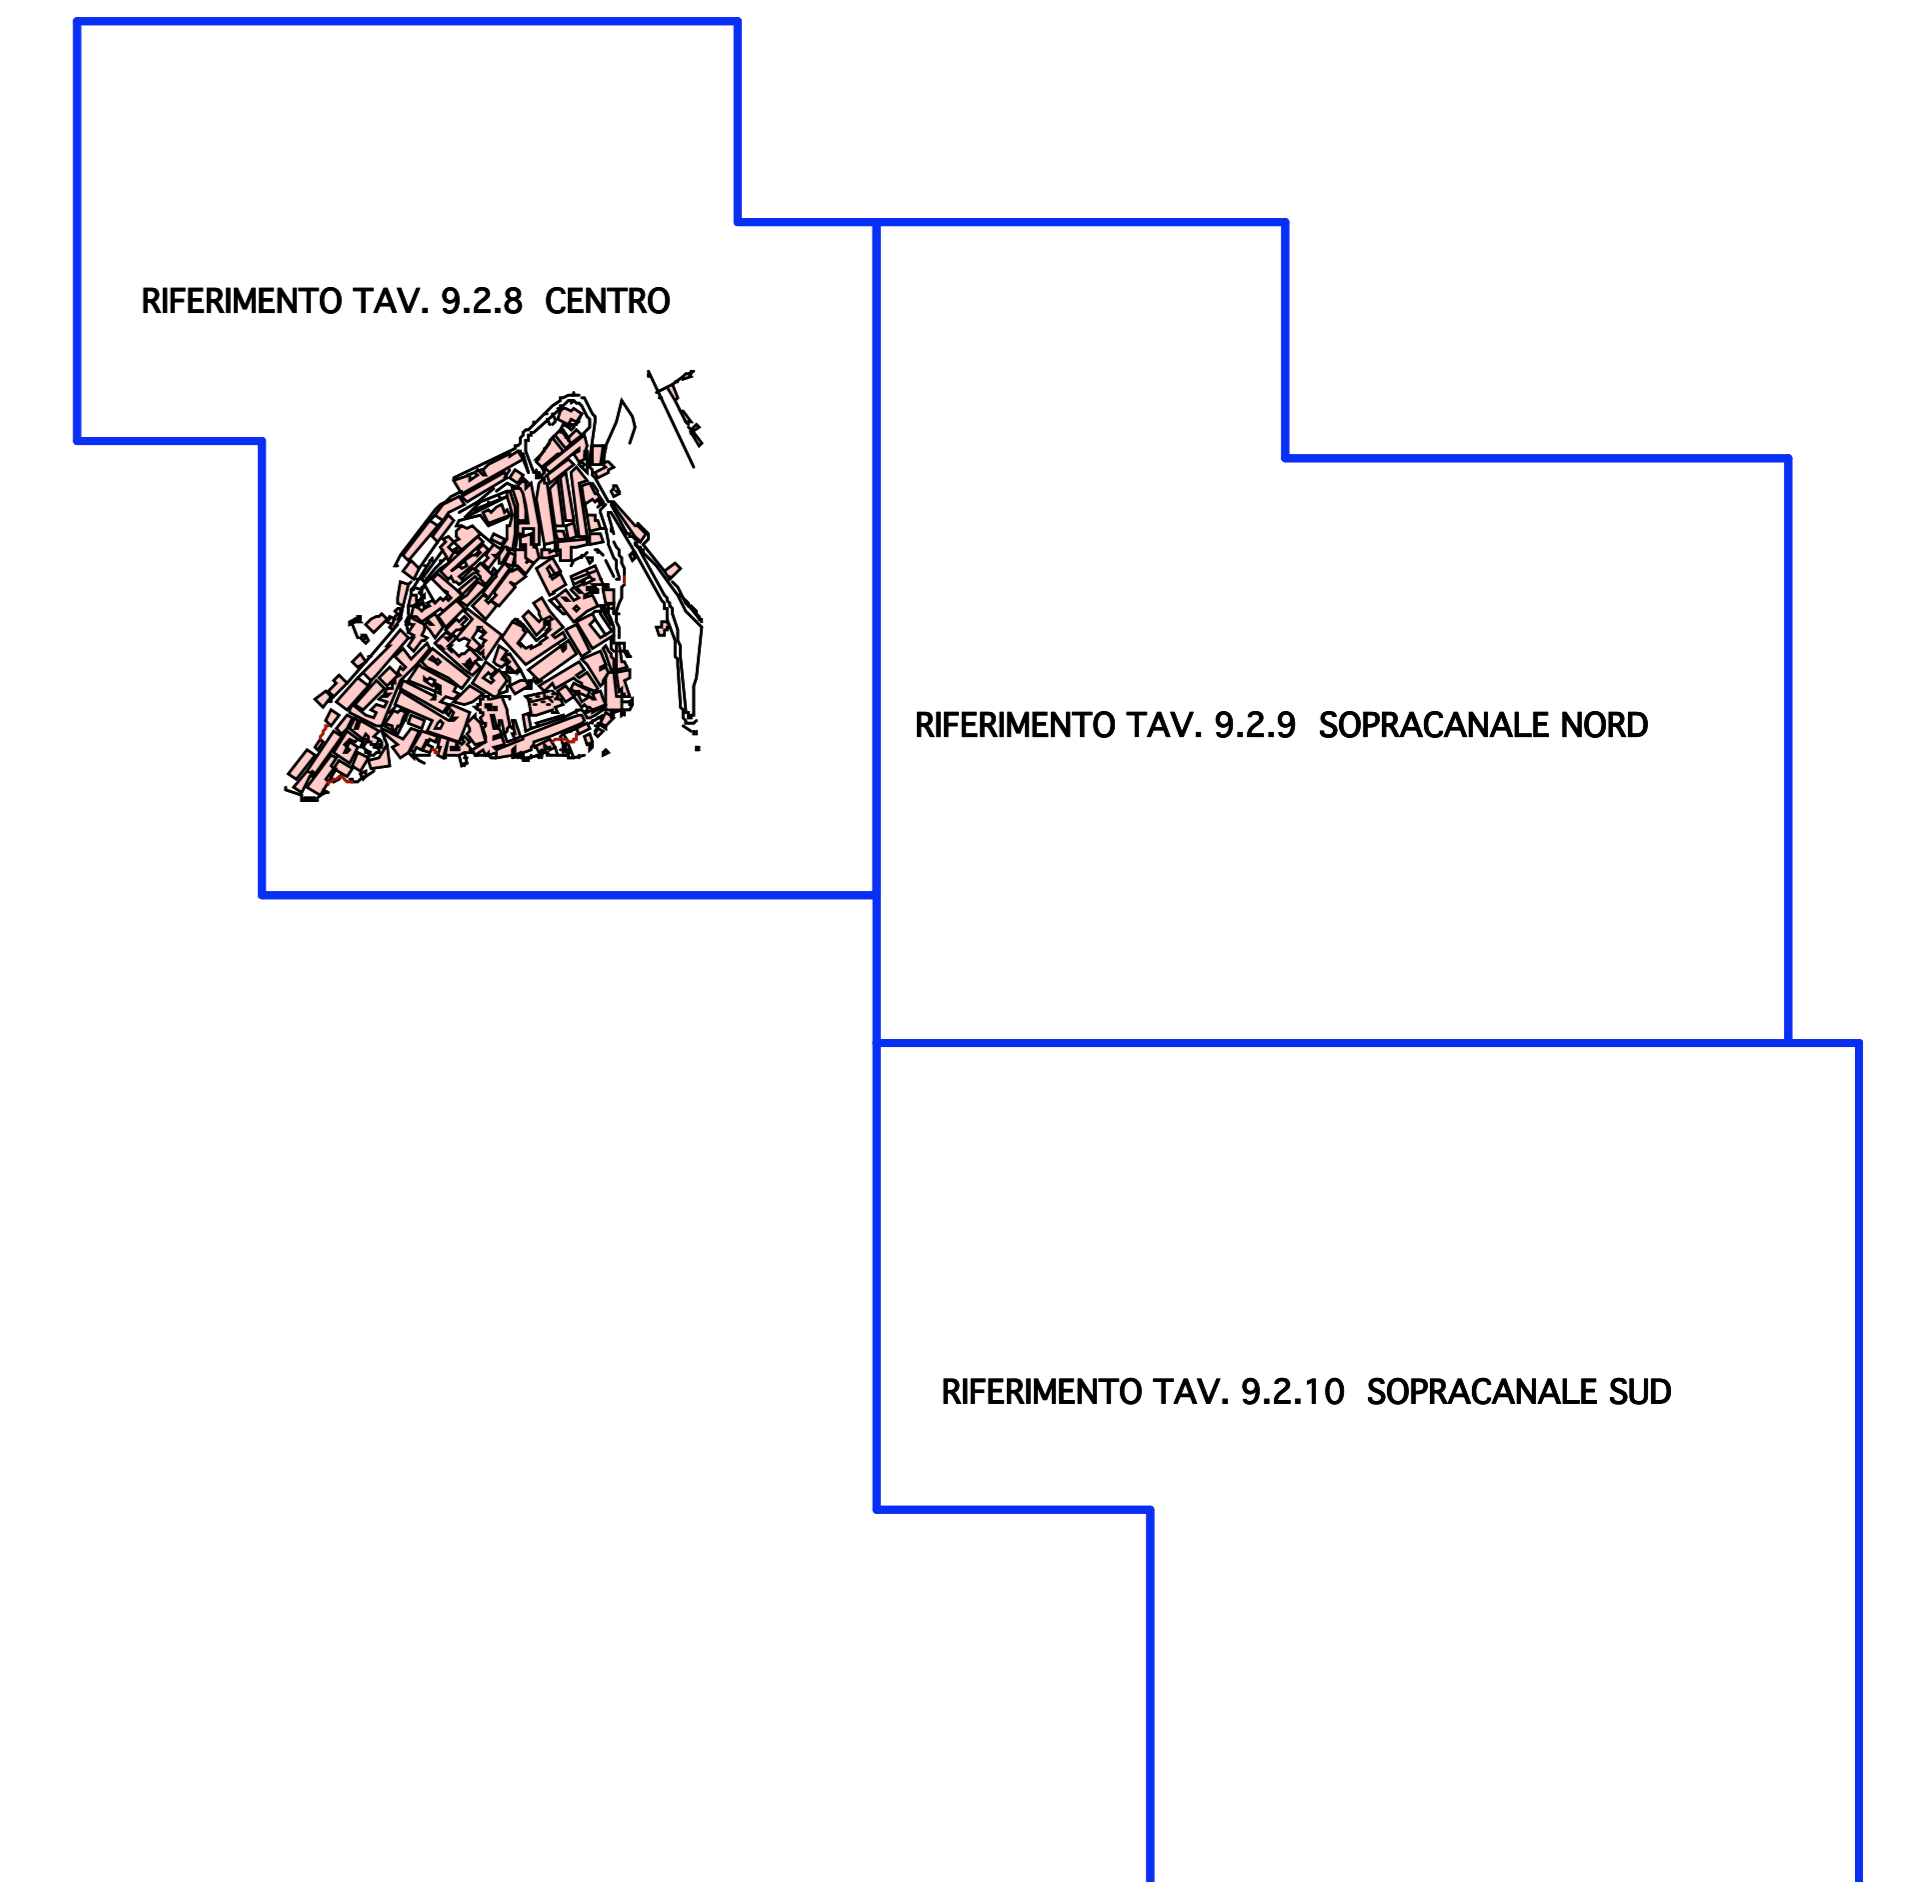 RIFERIMENTO TAV. 9.2.8  CENTRO
RIFERIMENTO TAV. 9.2.9  SOPRACANALE NORD
RIFERIMENTO TAV. 9.2.10  SOPRACANALE SUD